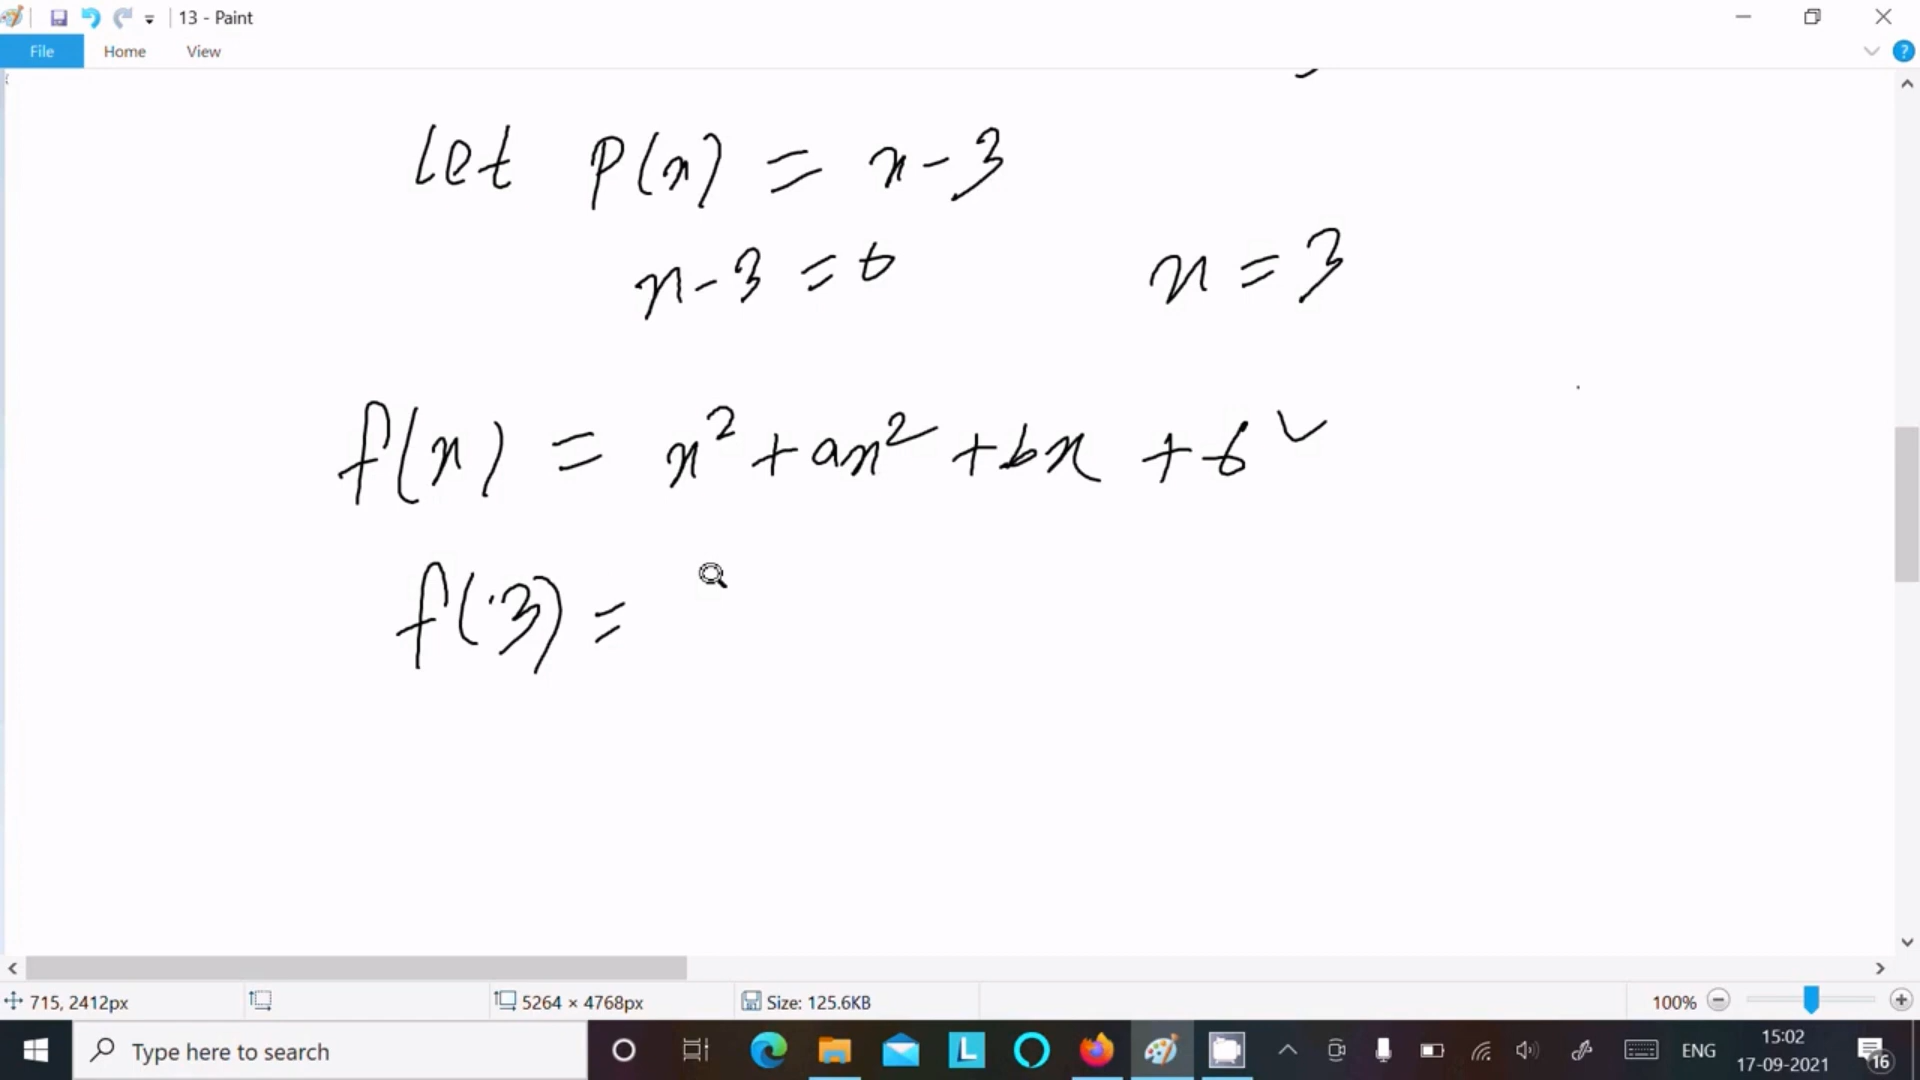 13 - Paint
File Home View
Let P(x) = x - 3
x - 3 = 0 x = 3
f(x) = x² + ax² + bx + 6
f(3) =
715, 2412px 5264 × 4768px Size: 125.6KB 100%
Type here to search L ENG 15:02
17-09-2021 16